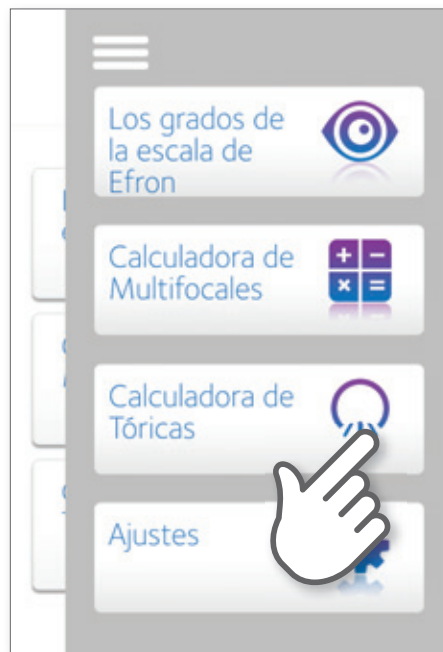 Los grados de
la escala de
Efron
Calculadora de
Multifocales
Calculadora de
Tóricas
Ajustes